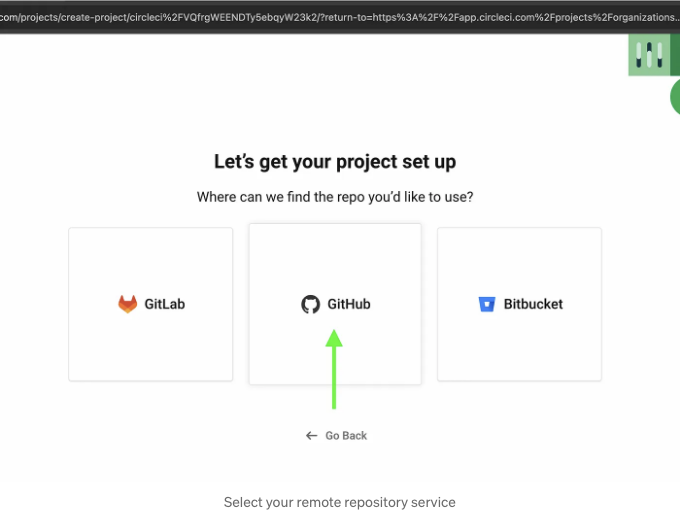 com/projects/create-project/circleci%2FVQfrgWEENDTy5ebqyW23k2/?return-to=https%3A%2F%2Fapp.circleci.com%2Fprojects%2Forganizations...
Let’s get your project set up
Where can we find the repo you’d like to use?
GitLab
GitHub
Bitbucket
← Go Back
Select your remote repository service